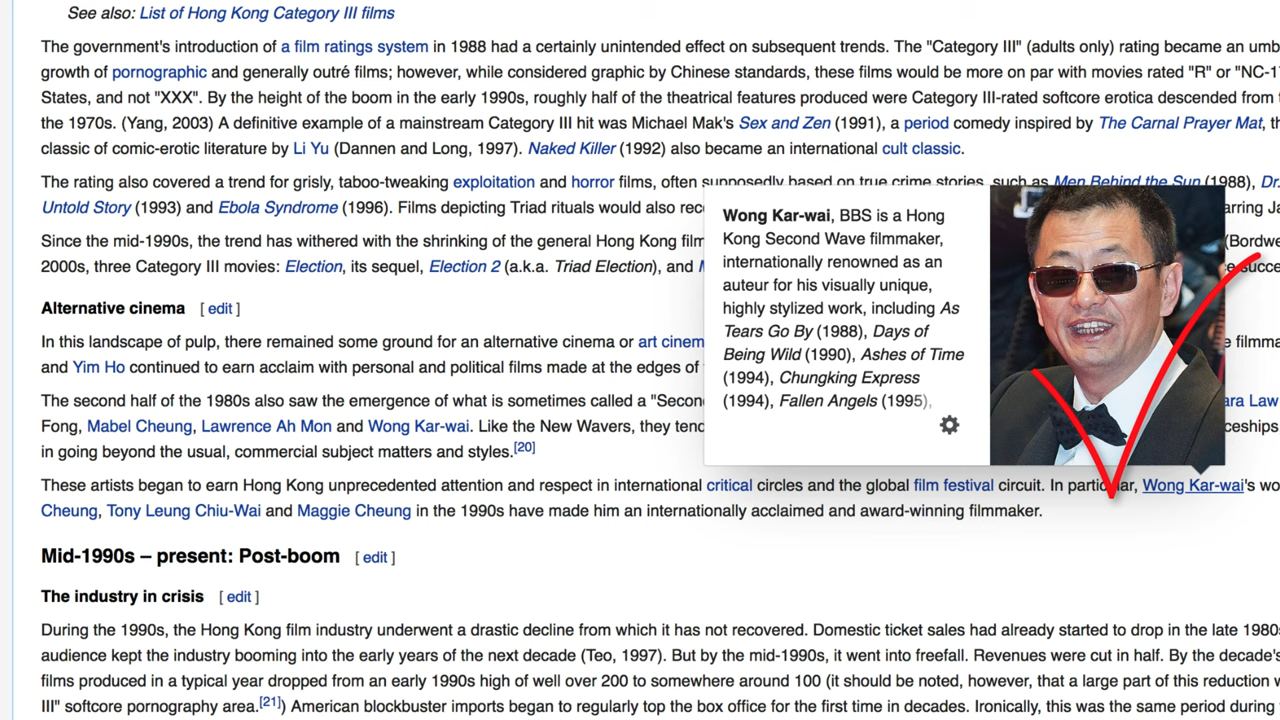 See also: List of Hong Kong Category III films
The government's introduction of a film ratings system in 1988 had a certainly unintended effect on subsequent trends. The "Category III" (adults only) rating became an umb
growth of pornographic and generally outré films; however, while considered graphic by Chinese standards, these films would be more on par with movies rated "R" or "NC-17
States, and not "XXX". By the height of the boom in the early 1990s, roughly half of the theatrical features produced were Category III-rated softcore erotica descended from t
the 1970s. (Yang, 2003) A definitive example of a mainstream Category III hit was Michael Mak's Sex and Zen (1991), a period comedy inspired by The Carnal Prayer Mat, th
classic of comic-erotic literature by Li Yu (Dannen and Long, 1997). Naked Killer (1992) also became an international cult classic.
The rating also covered a trend for grisly, taboo-tweaking exploitation and horror films, often supposedly based on true crime stories, such as Men Behind the Sun (1988), Dr.
Untold Story (1993) and Ebola Syndrome (1996). Films depicting Triad rituals would also rec arring Ja
Since the mid-1990s, the trend has withered with the shrinking of the general Hong Kong film (Bordwe
2000s, three Category III movies: Election, its sequel, Election 2 (a.k.a. Triad Election), and
Wong Kar-wai, BBS is a Hong
Kong Second Wave filmmaker,
internationally renowned as an
auteur for his visually unique,
highly stylized work, including As
Tears Go By (1988), Days of
Being Wild (1990), Ashes of Time
(1994), Chungking Express
(1994), Fallen Angels (1995),
Alternative cinema [ edit ]
In this landscape of pulp, there remained some ground for an alternative cinema or art cinem e filmma
and Yim Ho continued to earn acclaim with personal and political films made at the edges of
The second half of the 1980s also saw the emergence of what is sometimes called a "Secon ara Law
Fong, Mabel Cheung, Lawrence Ah Mon and Wong Kar-wai. Like the New Wavers, they tend ceships
in going beyond the usual, commercial subject matters and styles.[20]
These artists began to earn Hong Kong unprecedented attention and respect in international critical circles and the global film festival circuit. In particular, Wong Kar-wai's wo
Cheung, Tony Leung Chiu-Wai and Maggie Cheung in the 1990s have made him an internationally acclaimed and award-winning filmmaker.
Mid-1990s – present: Post-boom [ edit ]
The industry in crisis [ edit ]
During the 1990s, the Hong Kong film industry underwent a drastic decline from which it has not recovered. Domestic ticket sales had already started to drop in the late 1980s
audience kept the industry booming into the early years of the next decade (Teo, 1997). But by the mid-1990s, it went into freefall. Revenues were cut in half. By the decade's
films produced in a typical year dropped from an early 1990s high of well over 200 to somewhere around 100 (it should be noted, however, that a large part of this reduction w
III" softcore pornography area.[21]) American blockbuster imports began to regularly top the box office for the first time in decades. Ironically, this was the same period during